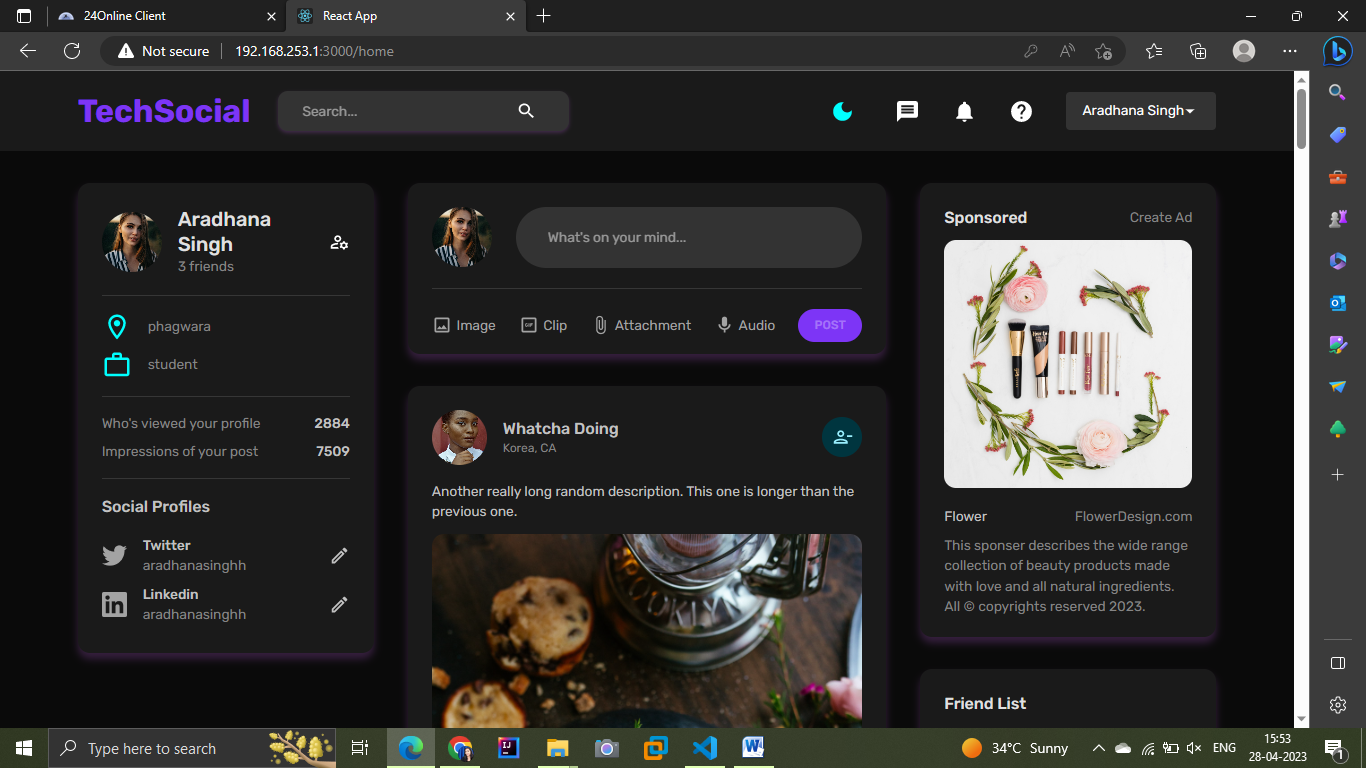 24Online Client
React App
Not secure
192.168.253.1:3000/home
TechSocial
Search...
Aradhana Singh
Aradhana
Singh
3 friends
phagwara
student
Who's viewed your profile 2884
Impressions of your post 7509
Social Profiles
Twitter
aradhanasinghh
Linkedin
aradhanasinghh
What's on your mind...
Image
GIF
Clip
Attachment
Audio
POST
Whatcha Doing
Korea, CA
Another really long random description. This one is longer than the
previous one.
Sponsored
Create Ad
Flower
FlowerDesign.com
This sponser describes the wide range
collection of beauty products made
with love and all natural ingredients.
All © copyrights reserved 2023.
Friend List
Type here to search
34°C Sunny
ENG
15:53
28-04-2023
1